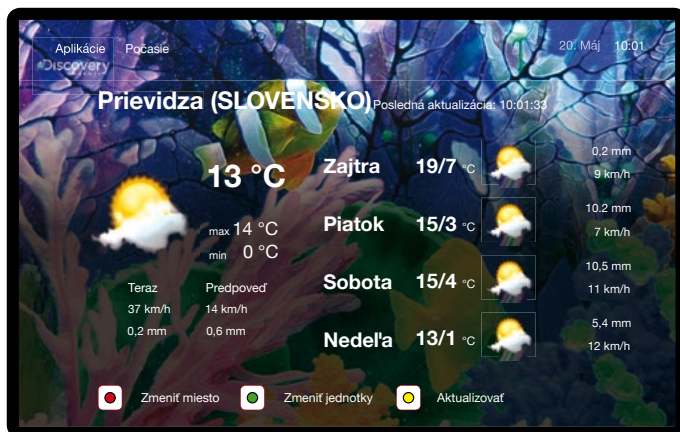 Aplikácie Počasie 20. Máj 10:01
Discovery
Prievidza (SLOVENSKO) Posledná aktualizácia: 10:01:33
13 °C
max 14 °C
min 0 °C
Teraz Predpoveď
37 km/h 14 km/h
0,2 mm 0,6 mm
Zajtra 19/7 °C
0,2 mm
9 km/h
Piatok 15/3 °C
10.2 mm
7 km/h
Sobota 15/4 °C
10,5 mm
11 km/h
Nedeľa 13/1 °C
5,4 mm
12 km/h
Zmeniť miesto Zmeniť jednotky Aktualizovať